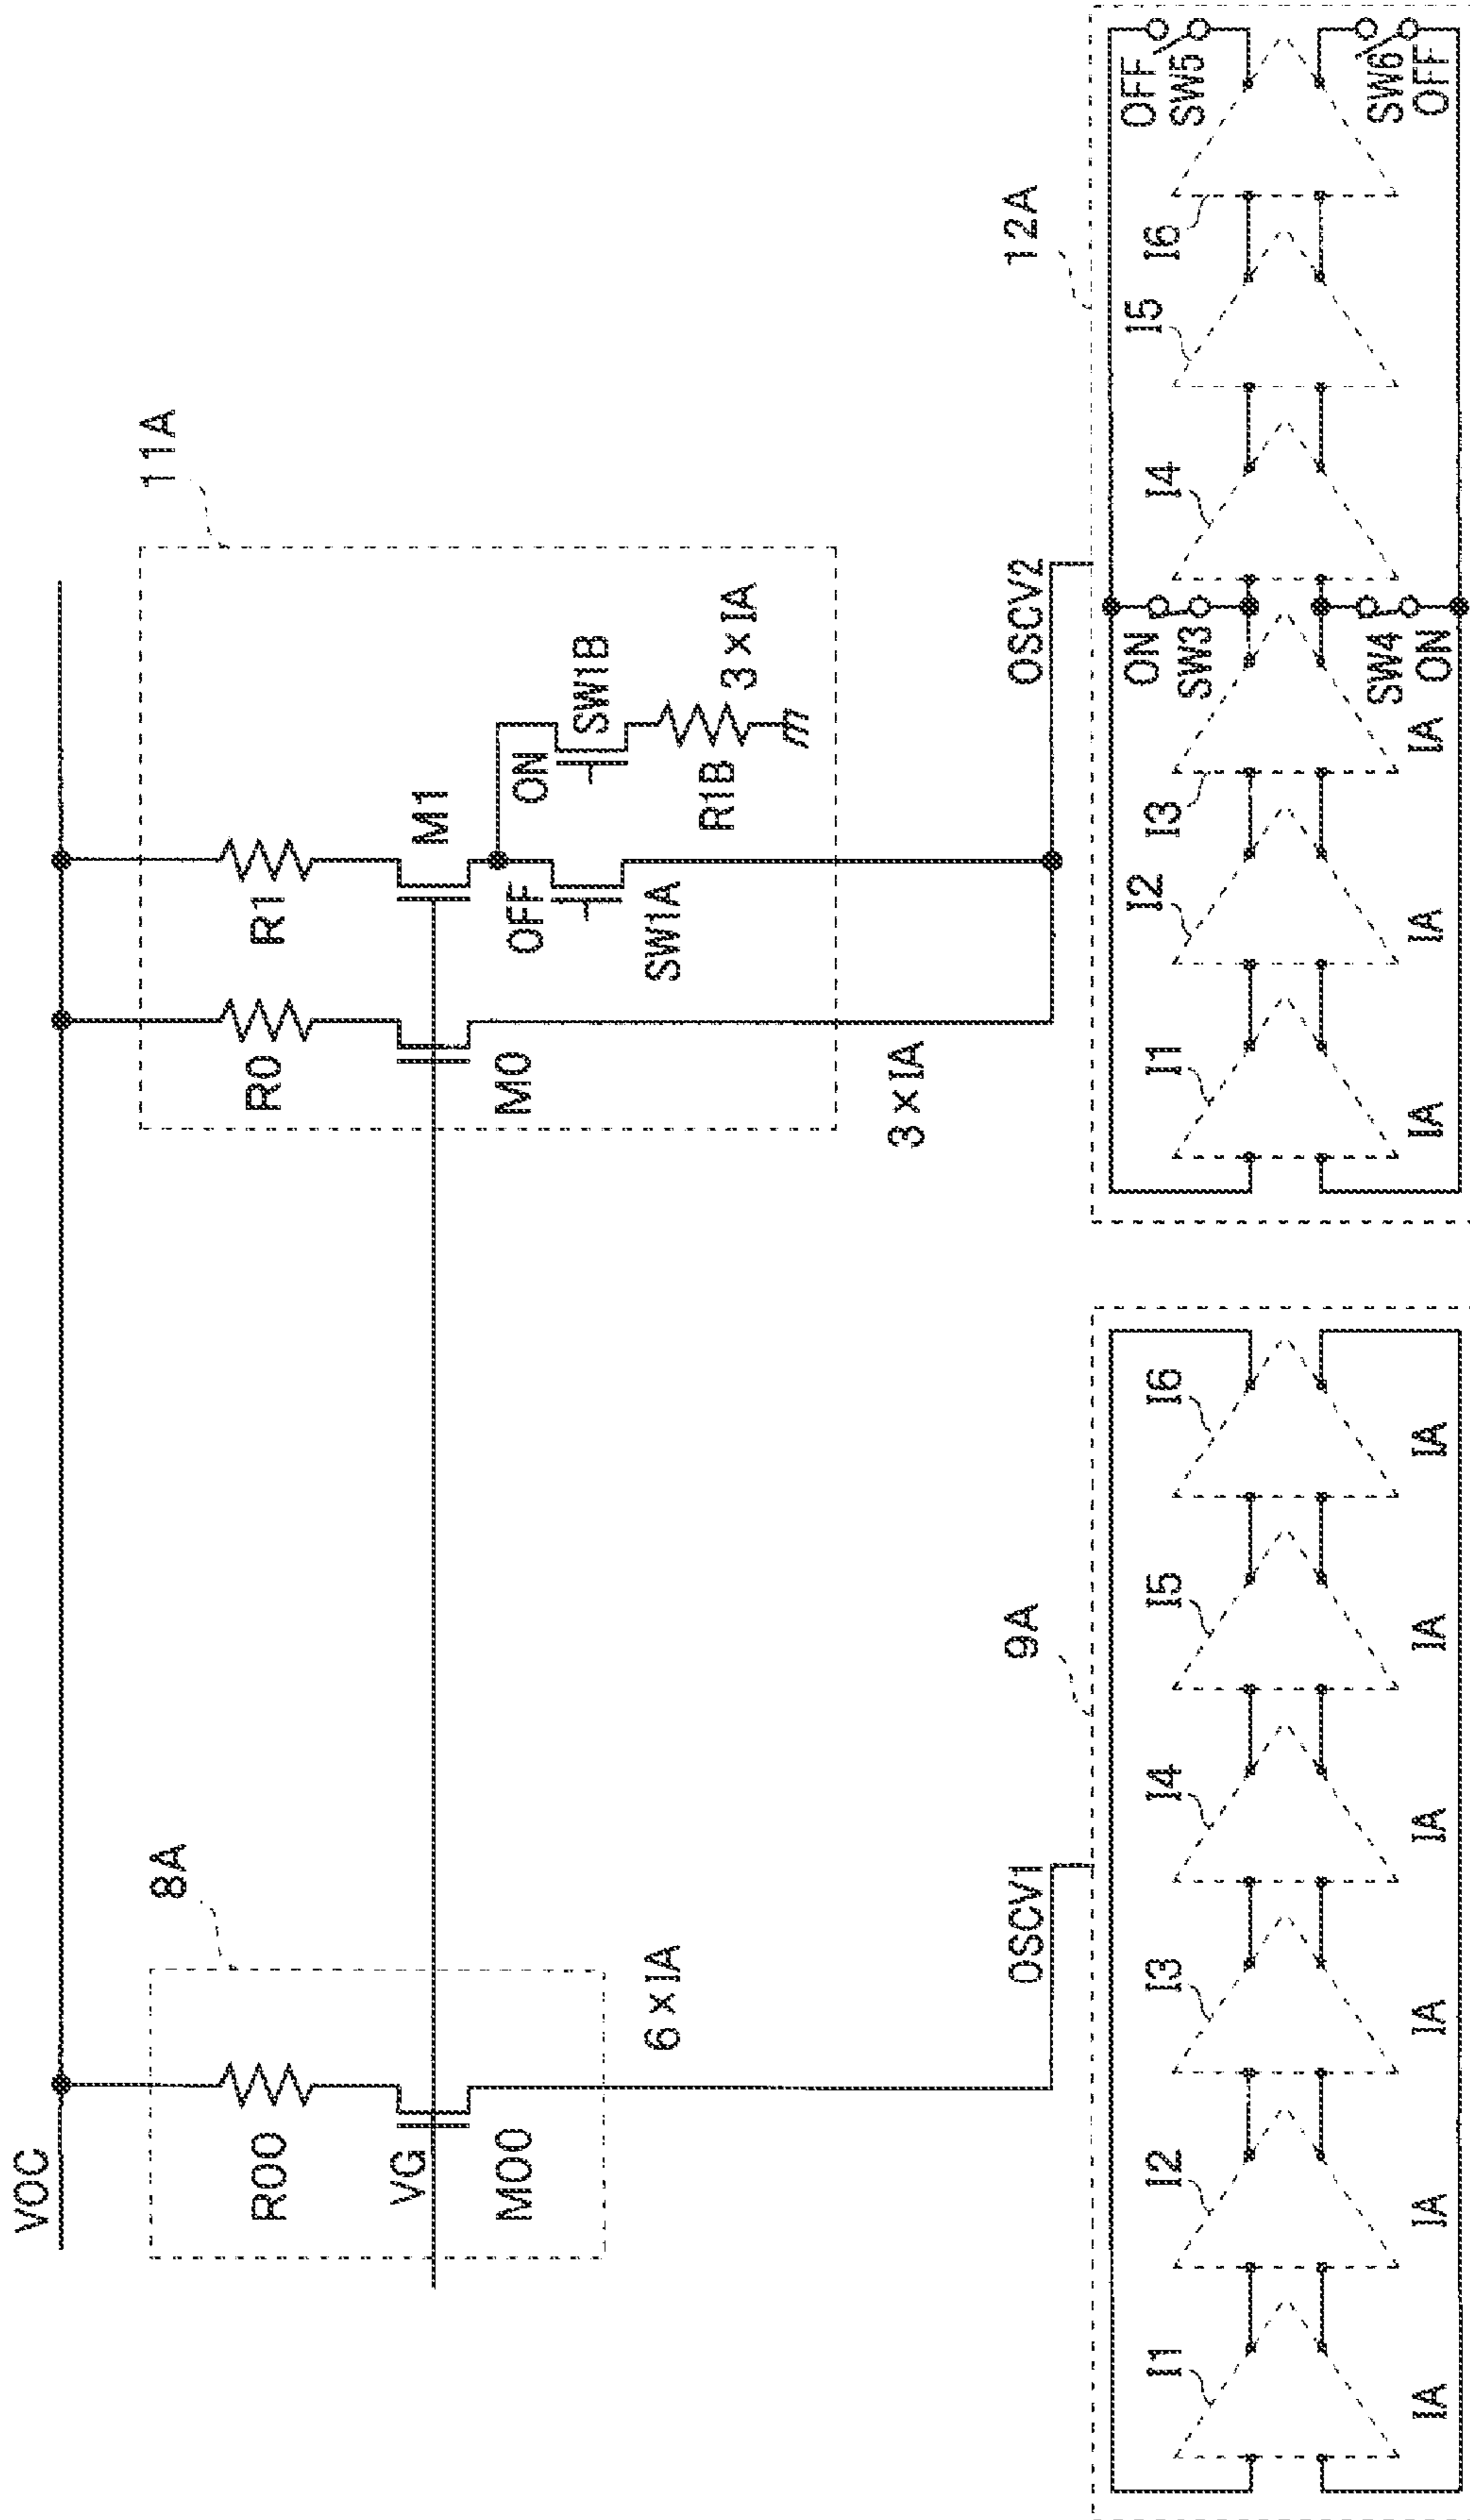 VOC
8A
R00
VG
M00
6×IA
OSCV1
9A
I1
I2
I3
I4
I5
I6
IA
IA
IA
IA
IA
IA
11A
R0
R1
M0
M1
OFF
SW1A
ON
SW1B
R1B
3×IA
3×IA
OSCV2
12A
I1
I2
I3
I4
I5
I6
IA
IA
IA
ON
SW3
SW4
ON
OFF
SW5
SW6
OFF